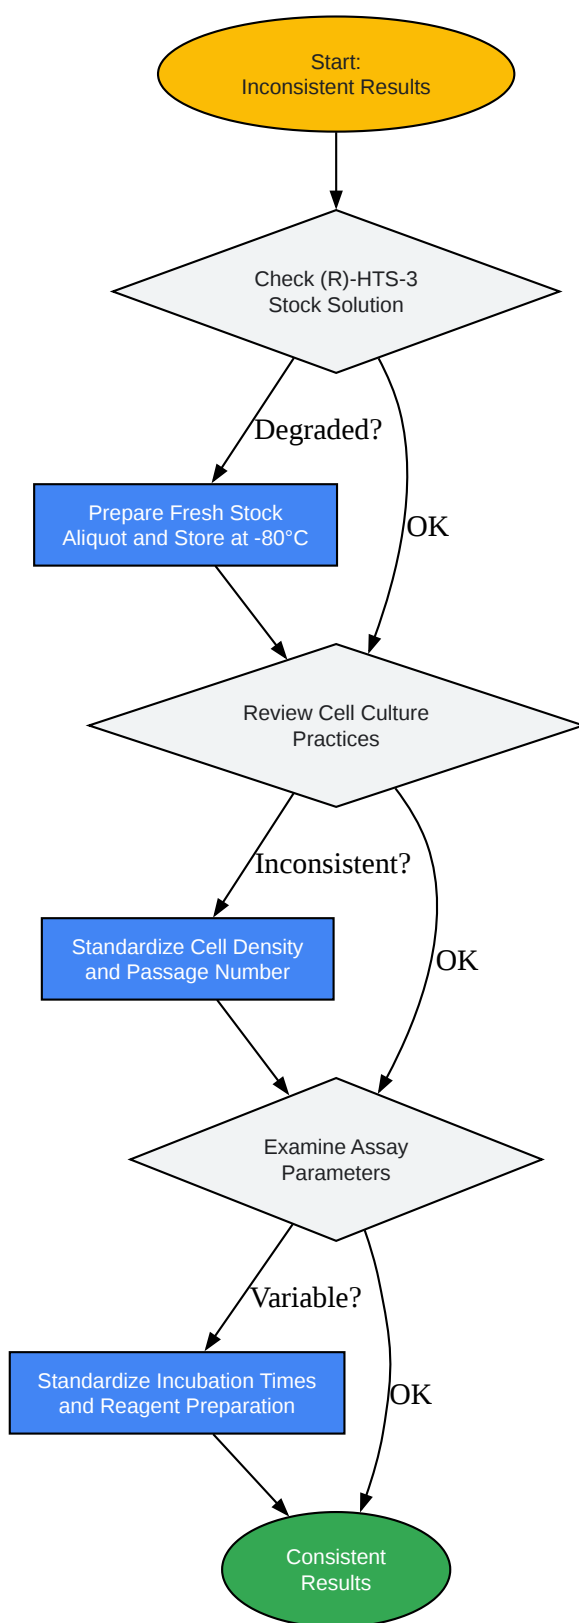 Start:
Inconsistent Results
Check (R)-HTS-3
Stock Solution
Degraded?
Prepare Fresh Stock
Aliquot and Store at -80°C
OK
Review Cell Culture
Practices
Inconsistent?
Standardize Cell Density
and Passage Number
OK
Examine Assay
Parameters
Variable?
Standardize Incubation Times
and Reagent Preparation
OK
Consistent
Results